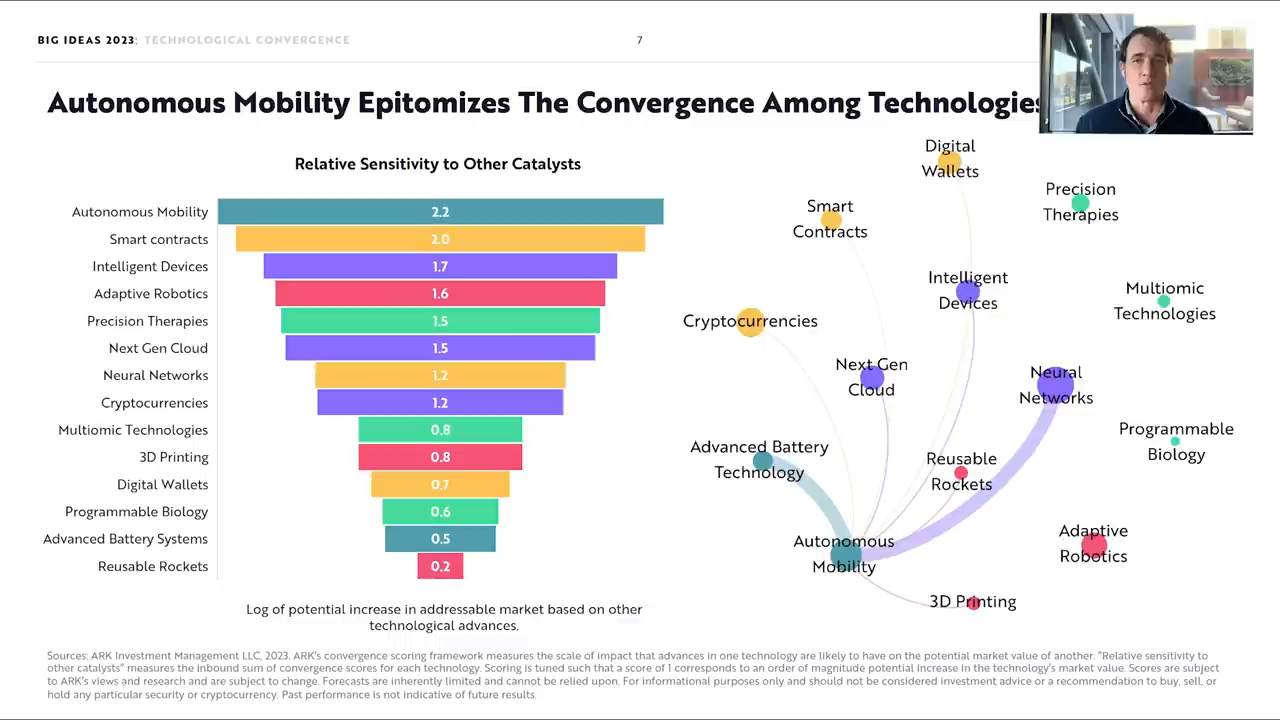 BIG IDEAS 2023: TECHNOLOGICAL CONVERGENCE
7
Autonomous Mobility Epitomizes The Convergence Among Technologies
Relative Sensitivity to Other Catalysts
Autonomous Mobility 2.2
Smart contracts 2.0
Intelligent Devices 1.7
Adaptive Robotics 1.6
Precision Therapies 1.5
Next Gen Cloud 1.5
Neural Networks 1.2
Cryptocurrencies 1.2
Multiomic Technologies 0.8
3D Printing 0.8
Digital Wallets 0.7
Programmable Biology 0.6
Advanced Battery Systems 0.5
Reusable Rockets 0.2
Log of potential increase in addressable market based on other
technological advances.
Digital
Wallets
Precision
Therapies
Smart
Contracts
Intelligent
Devices
Multiomic
Technologies
Cryptocurrencies
Next Gen
Cloud
Neural
Networks
Programmable
Biology
Advanced Battery
Technology
Reusable
Rockets
Autonomous
Mobility
Adaptive
Robotics
3D Printing
Sources: ARK Investment Management LLC, 2023. ARK's convergence scoring framework measures the scale of impact that advances in one technology are likely to have on the potential market value of another. "Relative sensitivity to
other catalysts" measures the inbound sum of convergence scores for each technology. Scoring is tuned such that a score of 1 corresponds to an order of magnitude potential increase in the technology's market value. Scores are subject
to ARK's views and research and are subject to change. Forecasts are inherently limited and cannot be relied upon. For informational purposes only and should not be considered investment advice or a recommendation to buy, sell, or
hold any particular security or cryptocurrency. Past performance is not indicative of future results.